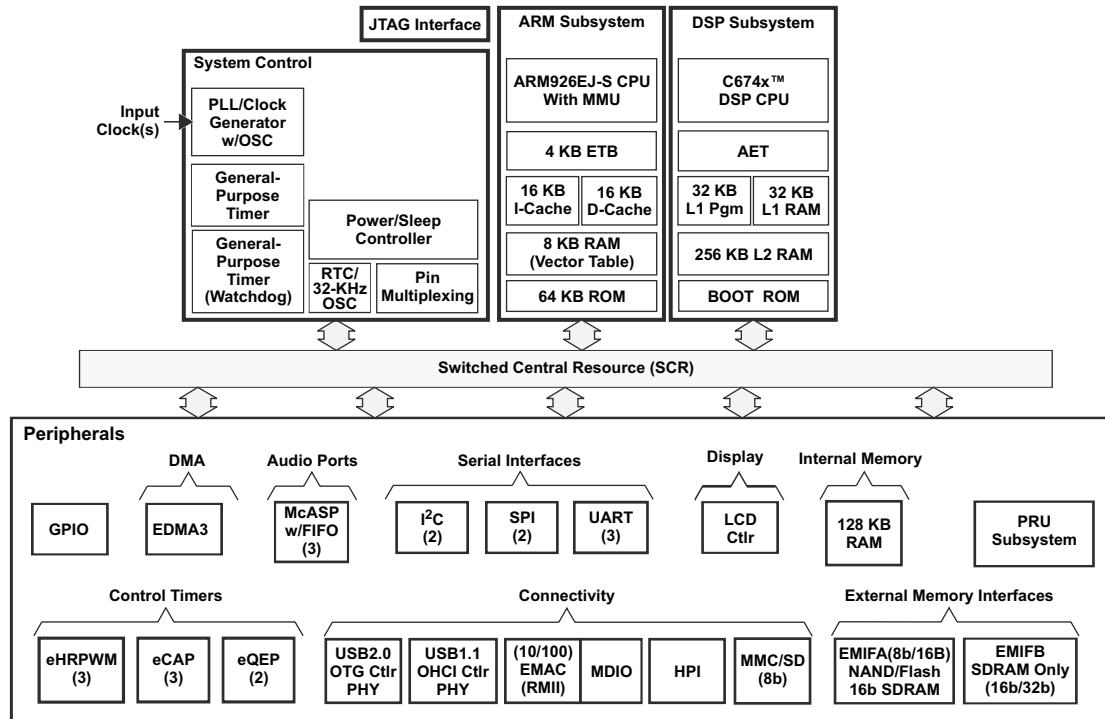 JTAG Interface
ARM Subsystem
DSP Subsystem
System Control
Input
Clock(s)
PLL/Clock
Generator
w/OSC
General-
Purpose
Timer
General-
Purpose
Timer
(Watchdog)
Power/Sleep
Controller
RTC/
32-KHz
OSC
Pin
Multiplexing
ARM926EJ-S CPU
With MMU
4 KB ETB
16 KB
I-Cache
16 KB
D-Cache
8 KB RAM
(Vector Table)
64 KB ROM
C674x™
DSP CPU
AET
32 KB
L1 Pgm
32 KB
L1 RAM
256 KB L2 RAM
BOOT ROM
Switched Central Resource (SCR)
Peripherals
DMA
Audio Ports
Serial Interfaces
Display
Internal Memory
GPIO
EDMA3
McASP
w/FIFO
(3)
I²C
(2)
SPI
(2)
UART
(3)
LCD
Ctlr
128 KB
RAM
PRU
Subsystem
Control Timers
Connectivity
External Memory Interfaces
eHRPWM
(3)
eCAP
(3)
eQEP
(2)
USB2.0
OTG Ctlr
PHY
USB1.1
OHCI Ctlr
PHY
(10/100)
EMAC
(RMII)
MDIO
HPI
MMC/SD
(8b)
EMIFA(8b/16B)
NAND/Flash
16b SDRAM
EMIFB
SDRAM Only
(16b/32b)